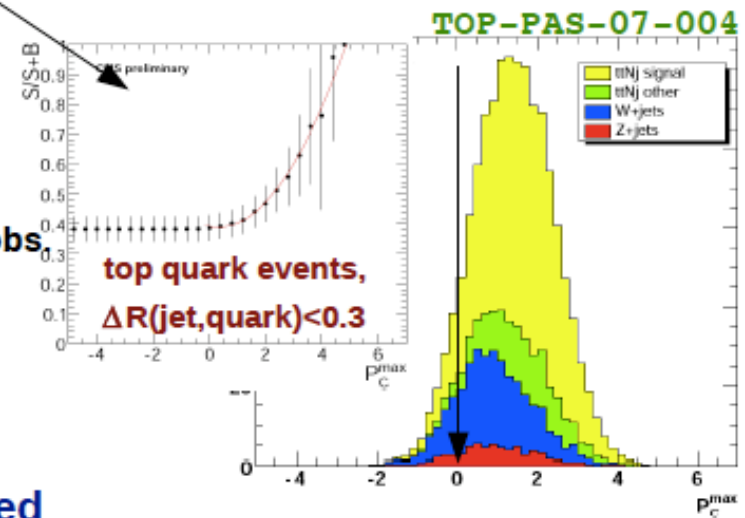 TOP-PAS-07-004
S/S+B
preliminary
0.9
0.8
0.7
0.6
0.5
0.4
0.3
0.2
0.1
0
-4 -2 0 2 4 6
P_C^max
obs,
top quark events,
ΔR(jet,quark)<0.3
ttNj signal
ttNj other
W+jets
Z+jets
0
-4 -2 0 2 4 6
P_C^max
ed